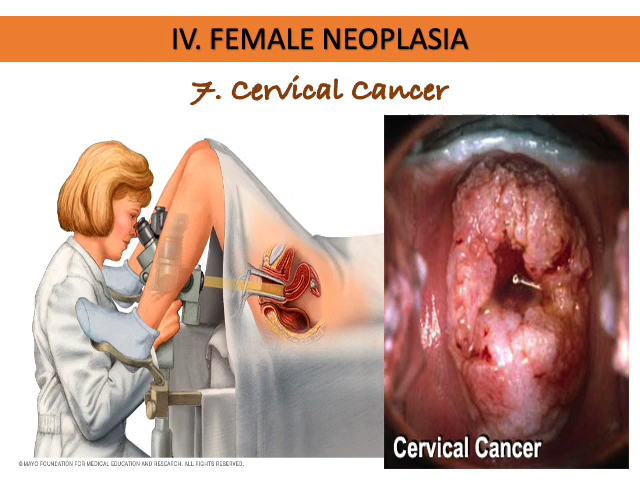 IV. FEMALE NEOPLASIA
7. Cervical Cancer
© MAYO FOUNDATION FOR MEDICAL EDUCATION AND RESEARCH. ALL RIGHTS RESERVED.
Cervical Cancer